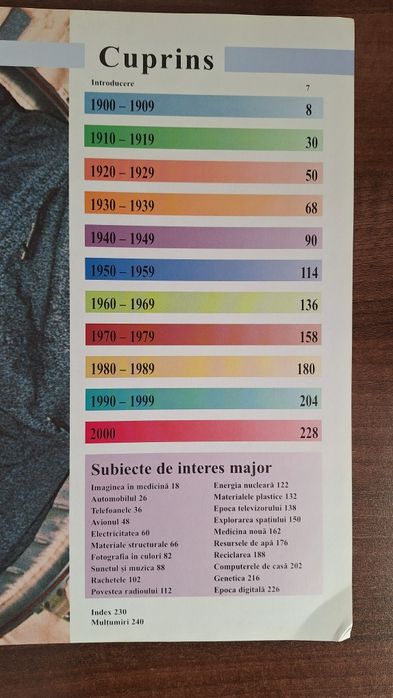 Cuprins
Introducere 7
1900 – 1909 8
1910 – 1919 30
1920 – 1929 50
1930 – 1939 68
1940 – 1949 90
1950 – 1959 114
1960 – 1969 136
1970 – 1979 158
1980 – 1989 180
1990 – 1999 204
2000 228
Subiecte de interes major
Imaginea în medicină 18
Automobilul 26
Telefoanele 36
Avionul 48
Electricitatea 60
Materiale structurale 66
Fotografia în culori 82
Sunetul și muzica 88
Rachetele 102
Povestea radioului 112
Energia nucleară 122
Materialele plastice 132
Epoca televizorului 138
Explorarea spațiului 150
Medicina nouă 162
Resursele de apă 176
Reciclarea 188
Computerele de casă 202
Genetica 216
Epoca digitală 226
Index 230
Mulțumiri 240